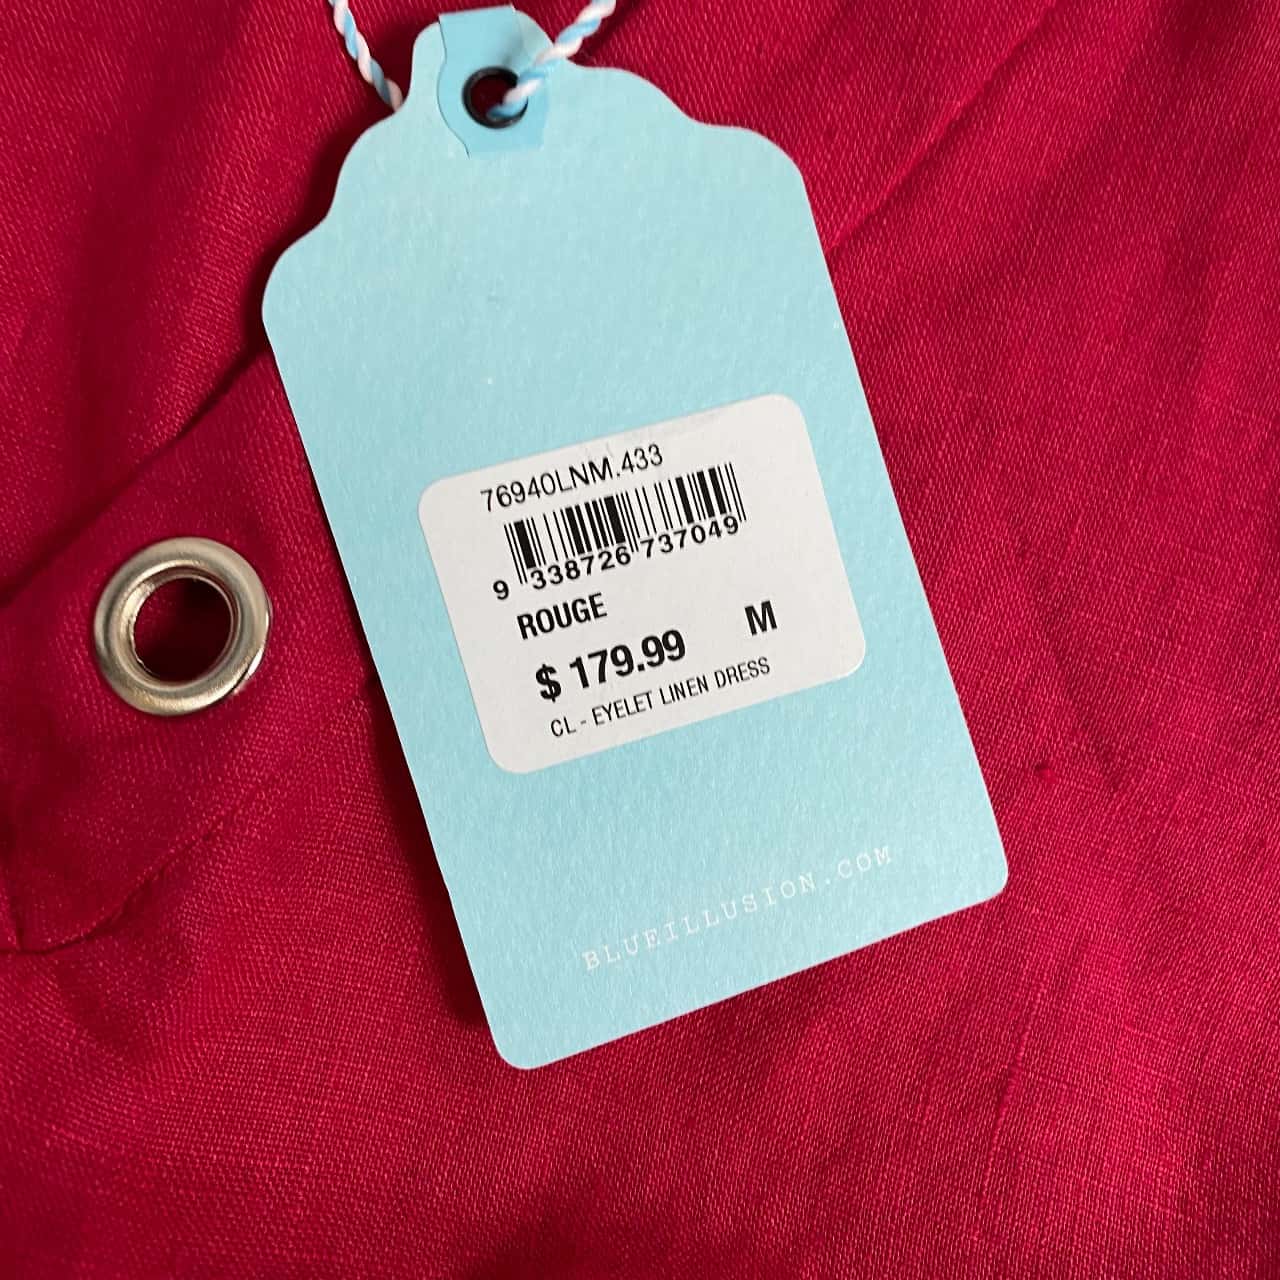 76940LNM.433
9 338726 737049
ROUGE
M
$ 179.99
CL - EYELET LINEN DRESS
BLUEILLUSION.COM